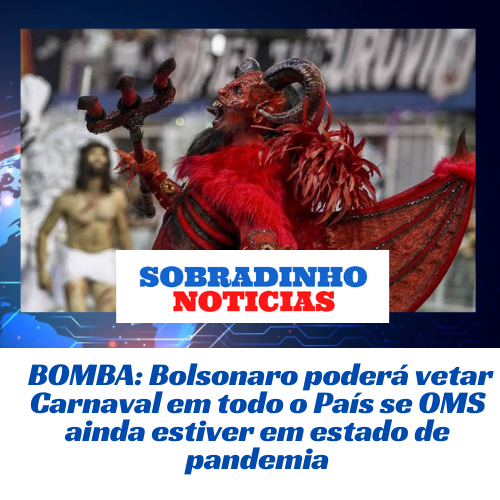 SOBRADINHO
NOTICIAS
BOMBA: Bolsonaro poderá vetar
Carnaval em todo o País se OMS
ainda estiver em estado de
pandemia